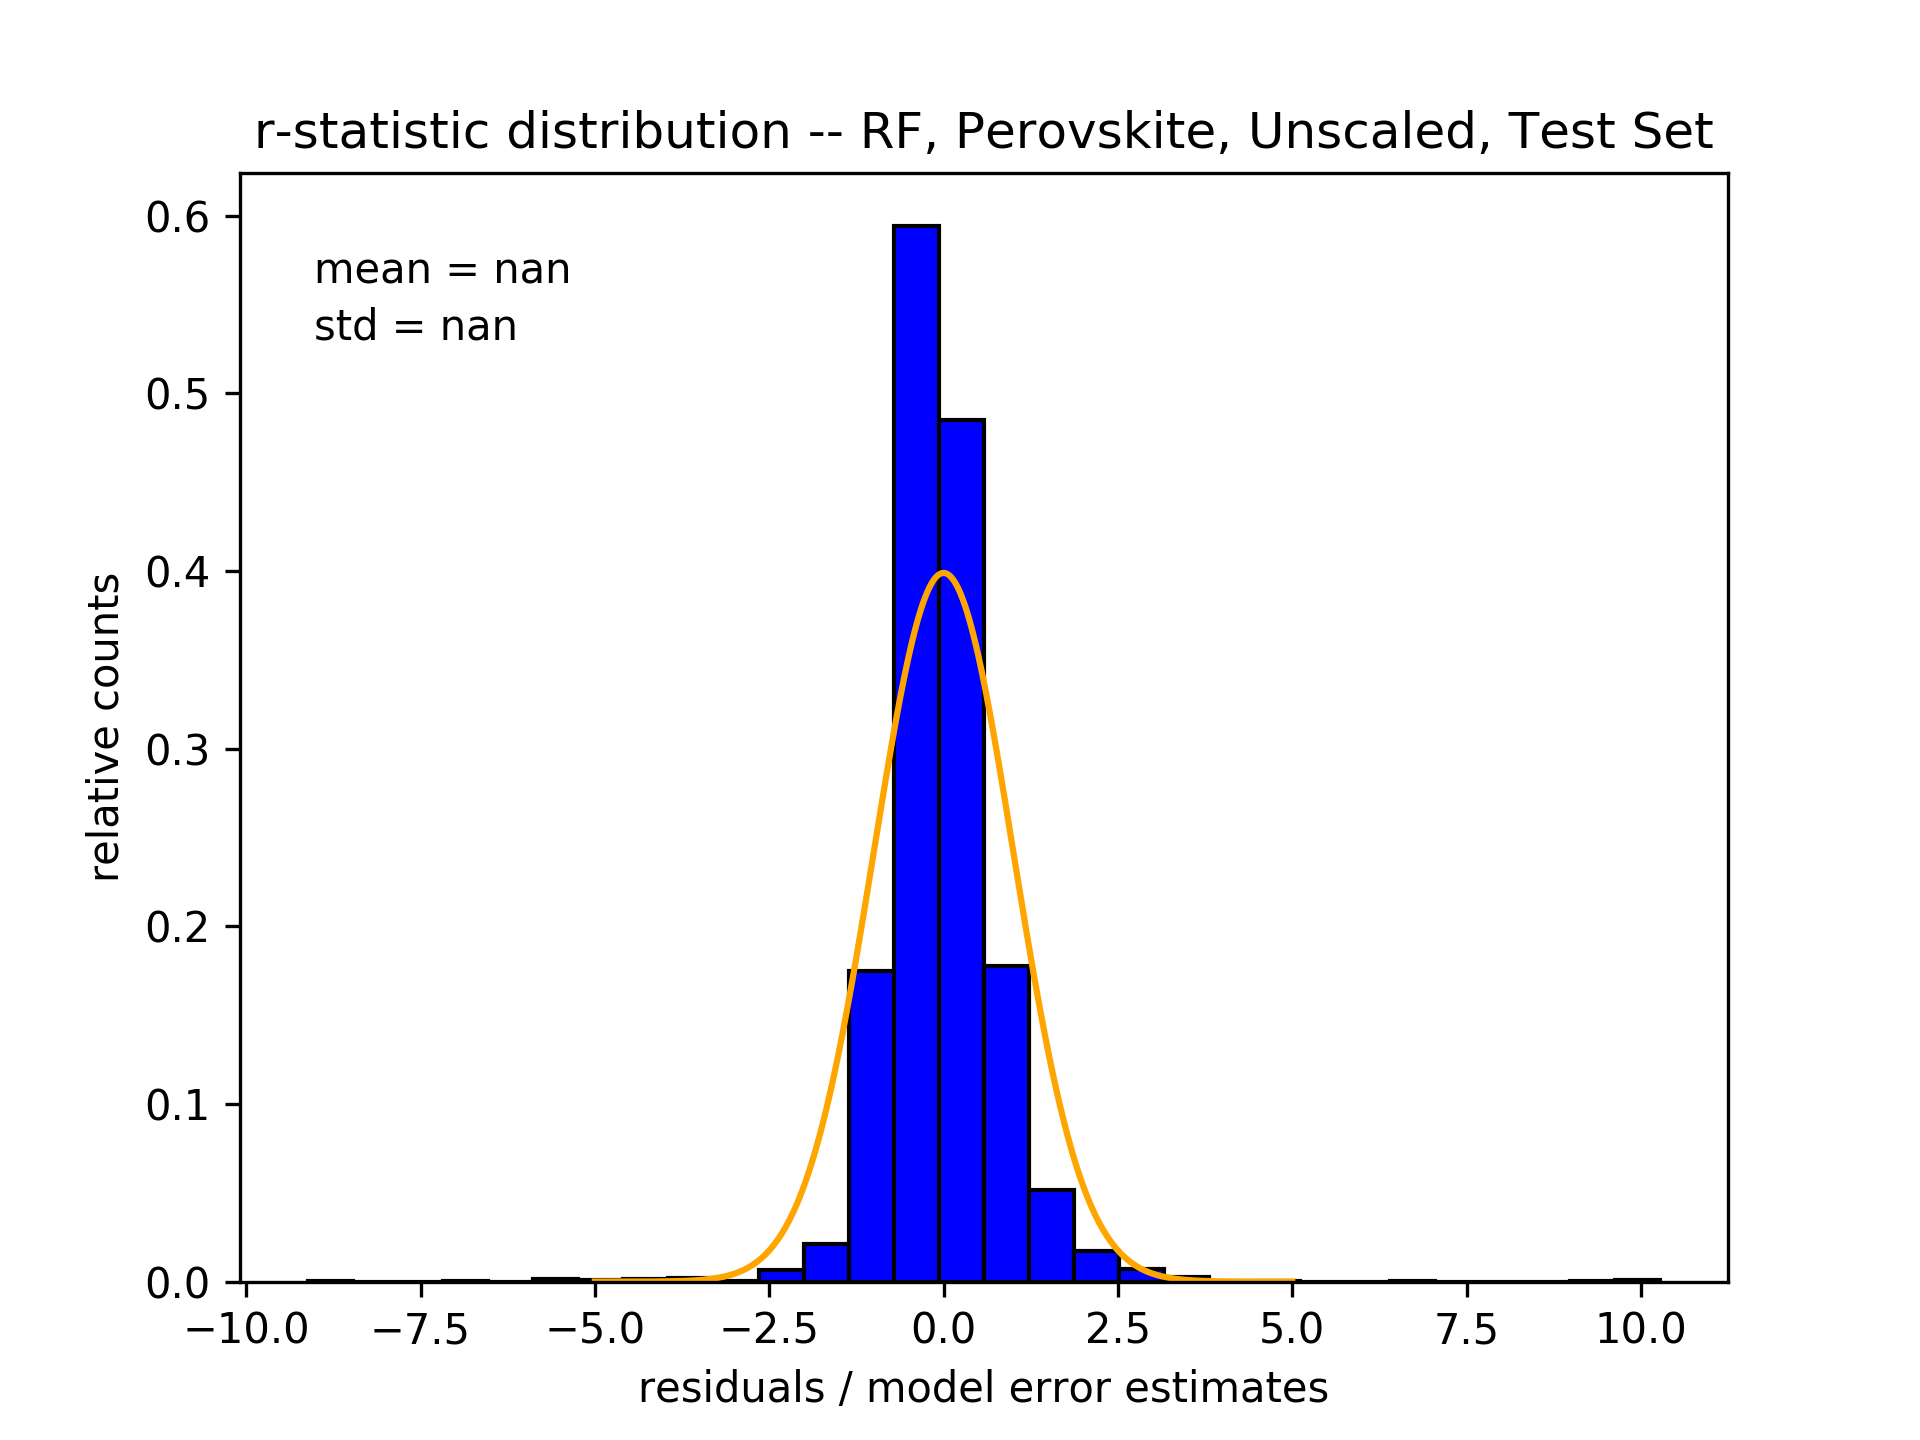 r-statistic distribution -- RF, Perovskite, Unscaled, Test Set
mean = nan
std = nan
0.6
0.5
0.4
0.3
0.2
0.1
0.0
relative counts
−10.0 −7.5 −5.0 −2.5 0.0 2.5 5.0 7.5 10.0
residuals / model error estimates